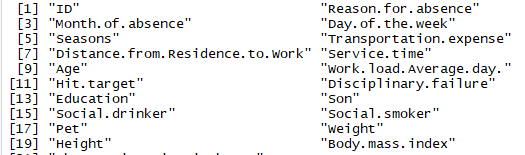 [1] "ID" "Reason.for.absence"
[3] "Month.of.absence" "Day.of.the.week"
[5] "Seasons" "Transportation.expense"
[7] "Distance.from.Residence.to.Work" "Service.time"
[9] "Age" "Work.load.Average.day."
[11] "Hit.target" "Disciplinary.failure"
[13] "Education" "Son"
[15] "Social.drinker" "Social.smoker"
[17] "Pet" "Weight"
[19] "Height" "Body.mass.index"